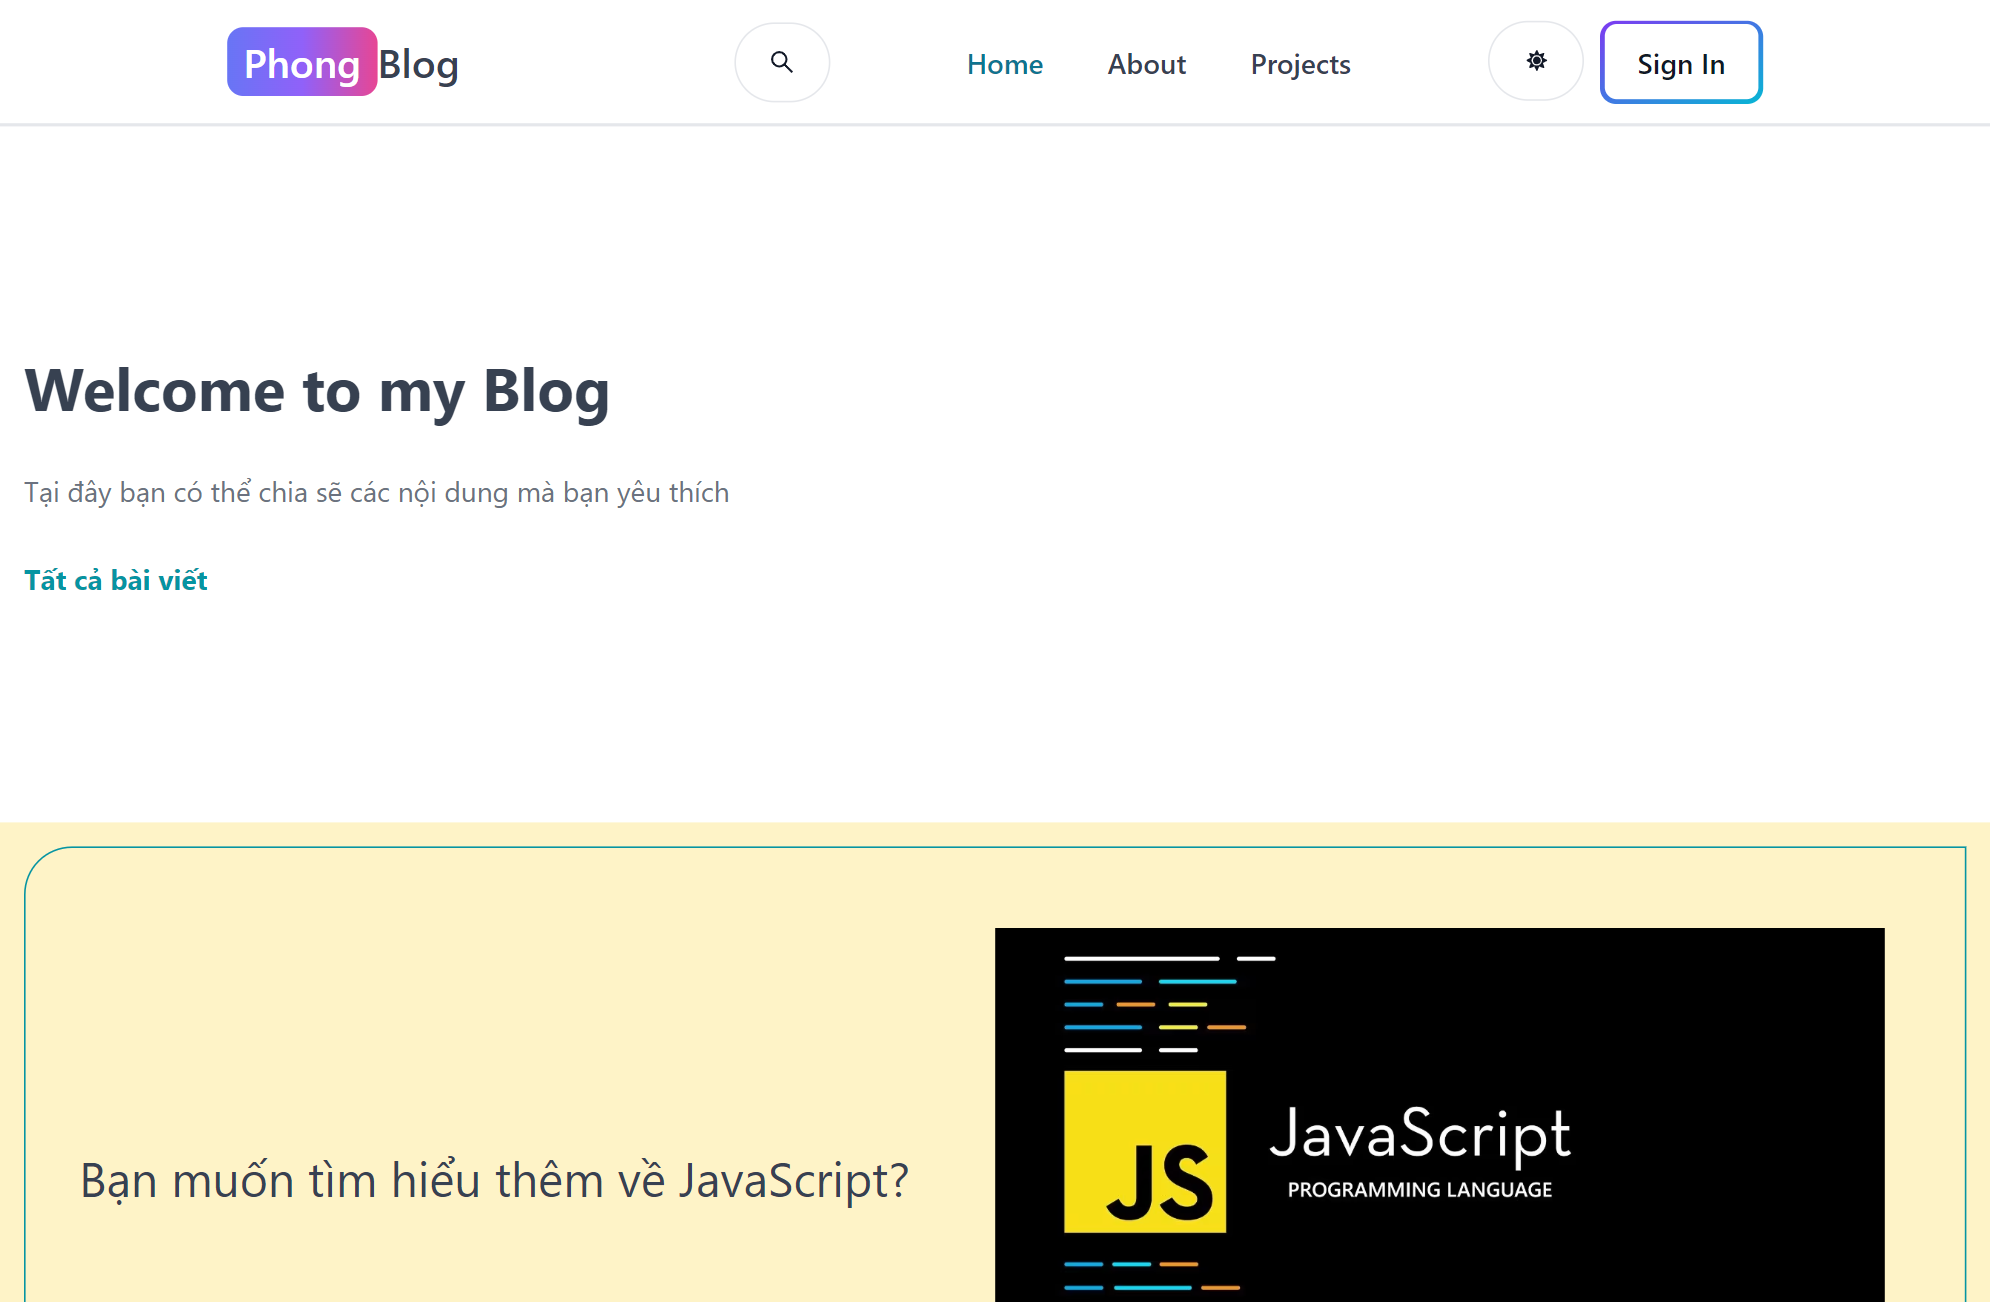 Phong Blog
Home About Projects
Sign In
Welcome to my Blog
Tại đây bạn có thể chia sẽ các nội dung mà bạn yêu thích
Tất cả bài viết
Bạn muốn tìm hiểu thêm về JavaScript?
JS
JavaScript
PROGRAMMING LANGUAGE